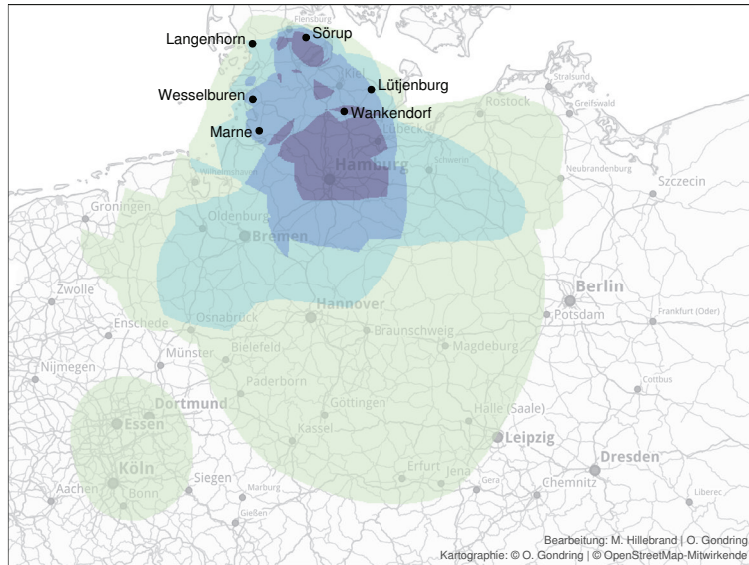 Flensburg
Langenhorn
Sörup
Kiel
Stralsund
Lütjenburg
Wesselburen
Rostock
Greifswald
Wankendorf
Marne
Lübeck
Hamburg
Schwerin
Wilhelmshaven
Neubrandenburg
Szczecin
Groningen
Oldenburg
Bremen
Zwolle
Berlin
Hannover
Osnabrück
Potsdam
Frankfurt (Oder)
Enschede
Braunschweig
Bielefeld
Magdeburg
Münster
Nijmegen
Paderborn
Cottbus
Dortmund
Göttingen
Halle (Saale)
Essen
Kassel
Leipzig
Köln
Dresden
Siegen
Erfurt
Jena
Gera
Chemnitz
Aachen
Bonn
Marburg
Liberec
Gießen
Bearbeitung: M. Hillebrand | O. Gondring
Kartographie: © O. Gondring | © OpenStreetMap-Mitwirkende